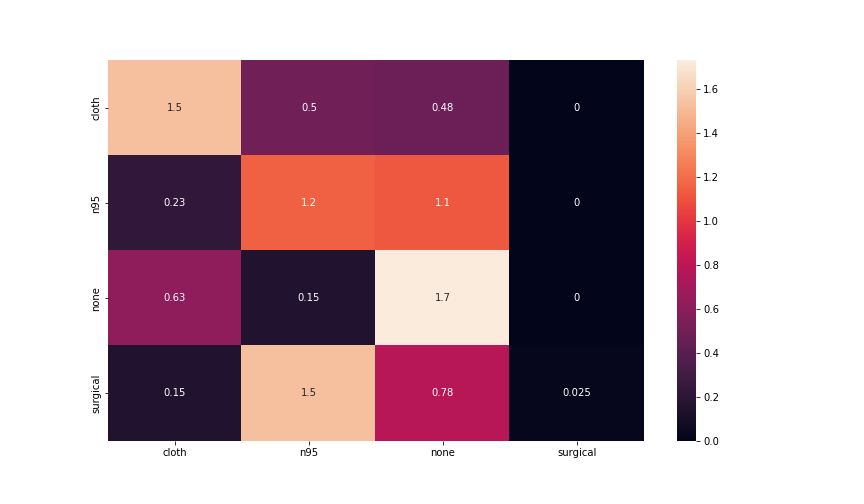 cloth 1.5 0.5 0.48 0
n95 0.23 1.2 1.1 0
none 0.63 0.15 1.7 0
surgical 0.15 1.5 0.78 0.025
cloth n95 none surgical
1.6
1.4
1.2
1.0
0.8
0.6
0.4
0.2
0.0